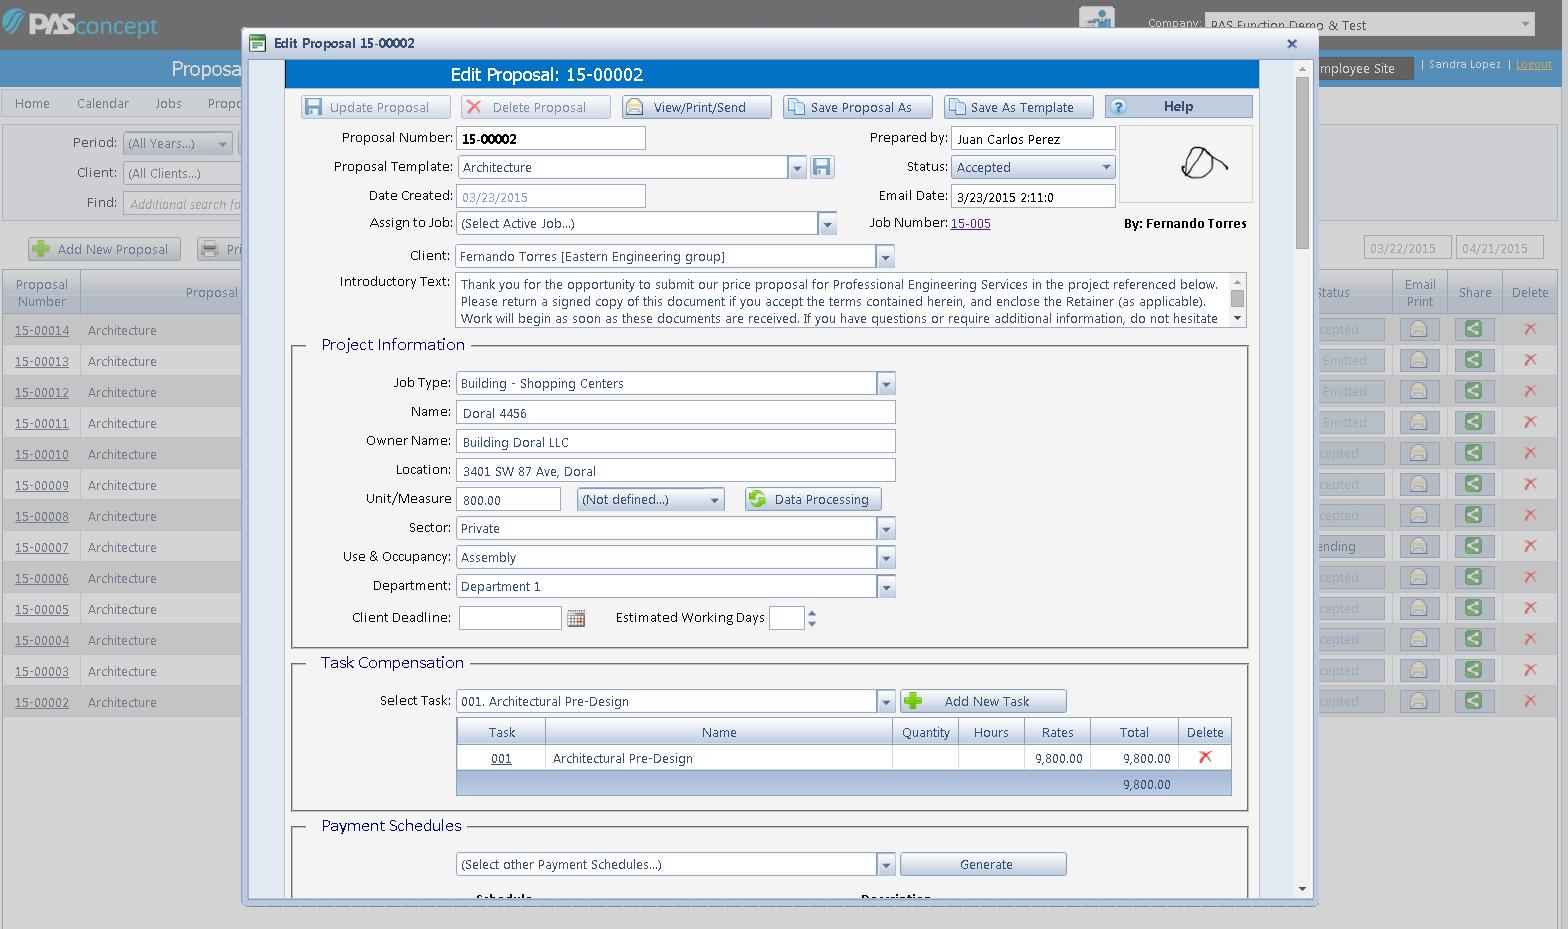 PASconcept
Company: PAS Function Demo & Test
Edit Proposal 15-00002
Proposa
mployee Site | Sandra Lopez | Logout
Edit Proposal: 15-00002
Home Calendar Jobs Propo
Update Proposal Delete Proposal View/Print/Send Save Proposal As Save As Template Help
Period: (All Years...)
Client: (All Clients...)
Find: Additional search fo
Add New Proposal Pri
03/22/2015 04/21/2015
Proposal Number: 15-00002 Prepared by: Juan Carlos Perez
Proposal Template: Architecture Status: Accepted
Date Created: 03/23/2015 Email Date: 3/23/2015 2:11:0
Assign to Job: (Select Active Job...) Job Number: 15-005 By: Fernando Torres
Client: Fernando Torres [Eastern Engineering group]
Introductory Text: Thank you for the opportunity to submit our price proposal for Professional Engineering Services in the project referenced below.
Please return a signed copy of this document if you accept the terms contained herein, and enclose the Retainer (as applicable).
Work will begin as soon as these documents are received. If you have questions or require additional information, do not hesitate
Project Information
Job Type: Building - Shopping Centers
Name: Doral 4456
Owner Name: Building Doral LLC
Location: 3401 SW 87 Ave, Doral
Unit/Measure 800.00 (Not defined...) Data Processing
Sector: Private
Use & Occupancy: Assembly
Department: Department 1
Client Deadline: Estimated Working Days
Task Compensation
Select Task: 001. Architectural Pre-Design Add New Task
Task Name Quantity Hours Rates Total Delete
001 Architectural Pre-Design 9,800.00 9,800.00
9,800.00
Payment Schedules
(Select other Payment Schedules...) Generate
Schedule Description
Proposal Number Proposal
Status Email Print Share Delete
15-00014 Architecture cepted
15-00013 Architecture Emitted
15-00012 Architecture Emitted
15-00011 Architecture Emitted
15-00010 Architecture cepted
15-00009 Architecture cepted
15-00008 Architecture cepted
15-00007 Architecture ending
15-00006 Architecture cepted
15-00005 Architecture cepted
15-00004 Architecture cepted
15-00003 Architecture cepted
15-00002 Architecture cepted